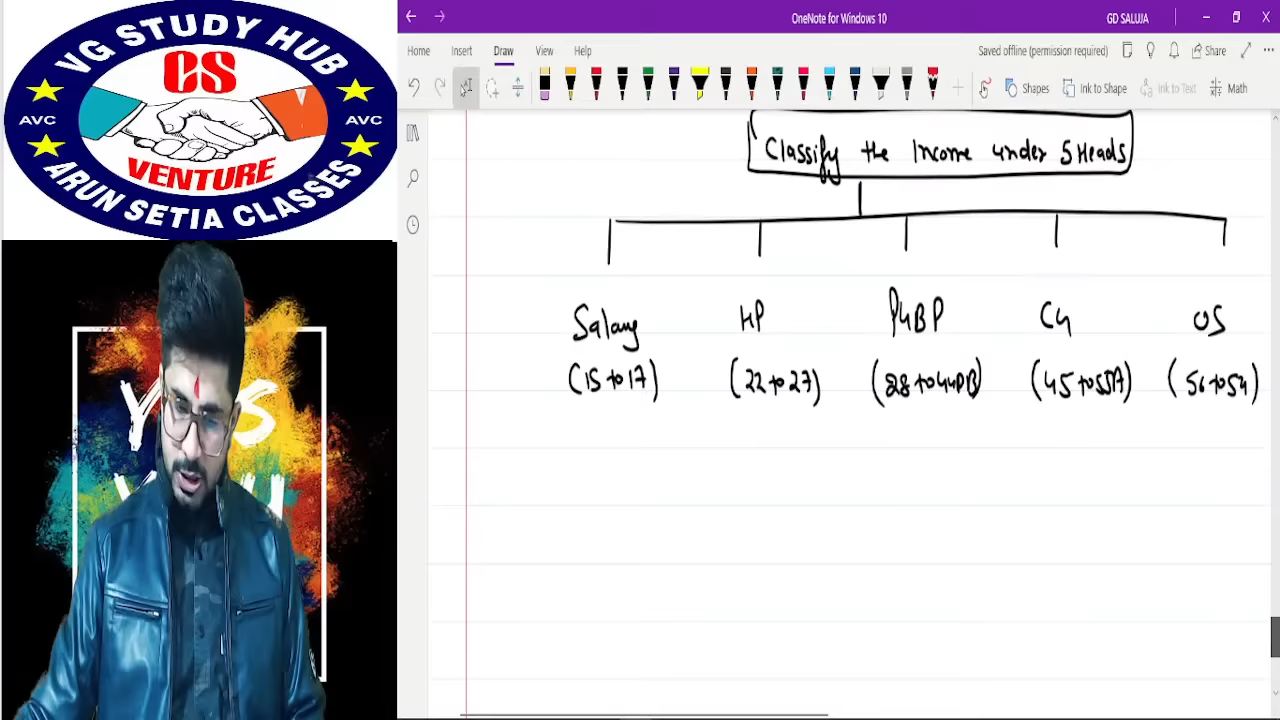 VG STUDY HUB
CS
AVC
AVC
VENTURE
ARUN SETIA CLASSES
OneNote for Windows 10
GD SALUJA
Home Insert Draw View Help
Saved offline (permission required)
Share
Shapes
Ink to Shape
Ink to Text
Math
Classify the Income under 5 Heads
Salary HP P4BP CG OS
(15 to 17) (22 to 27) (28 to 44DB) (45 to 55A) (56 to 59)
Y S
Y U